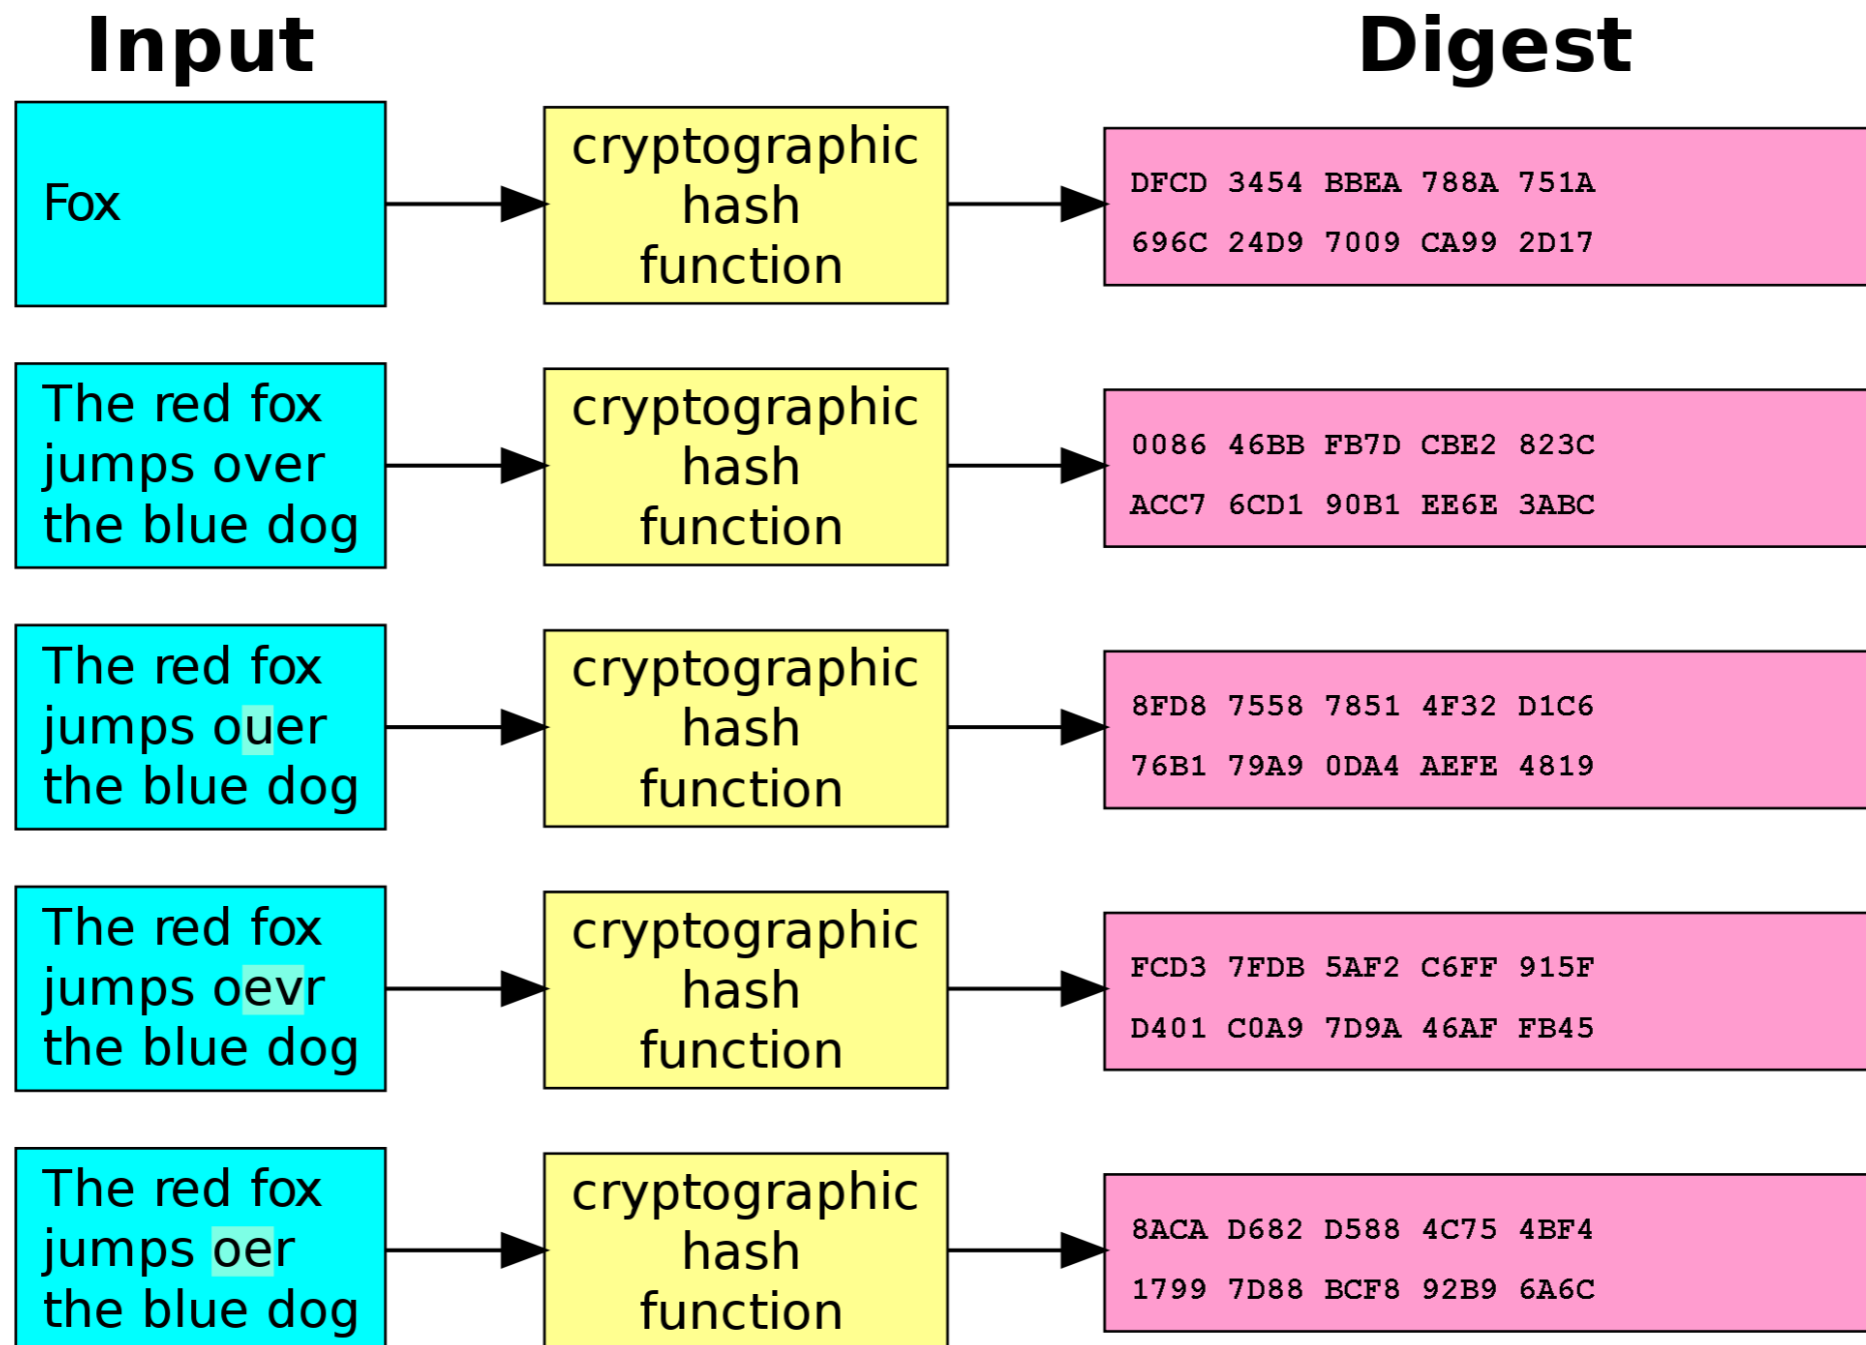 Input
Digest
Fox
cryptographic
hash
function
DFCD 3454 BBEA 788A 751A
696C 24D9 7009 CA99 2D17
The red fox
jumps over
the blue dog
cryptographic
hash
function
0086 46BB FB7D CBE2 823C
ACC7 6CD1 90B1 EE6E 3ABC
The red fox
jumps ouer
the blue dog
cryptographic
hash
function
8FD8 7558 7851 4F32 D1C6
76B1 79A9 0DA4 AEFE 4819
The red fox
jumps oevr
the blue dog
cryptographic
hash
function
FCD3 7FDB 5AF2 C6FF 915F
D401 C0A9 7D9A 46AF FB45
The red fox
jumps oer
the blue dog
cryptographic
hash
function
8ACA D682 D588 4C75 4BF4
1799 7D88 BCF8 92B9 6A6C